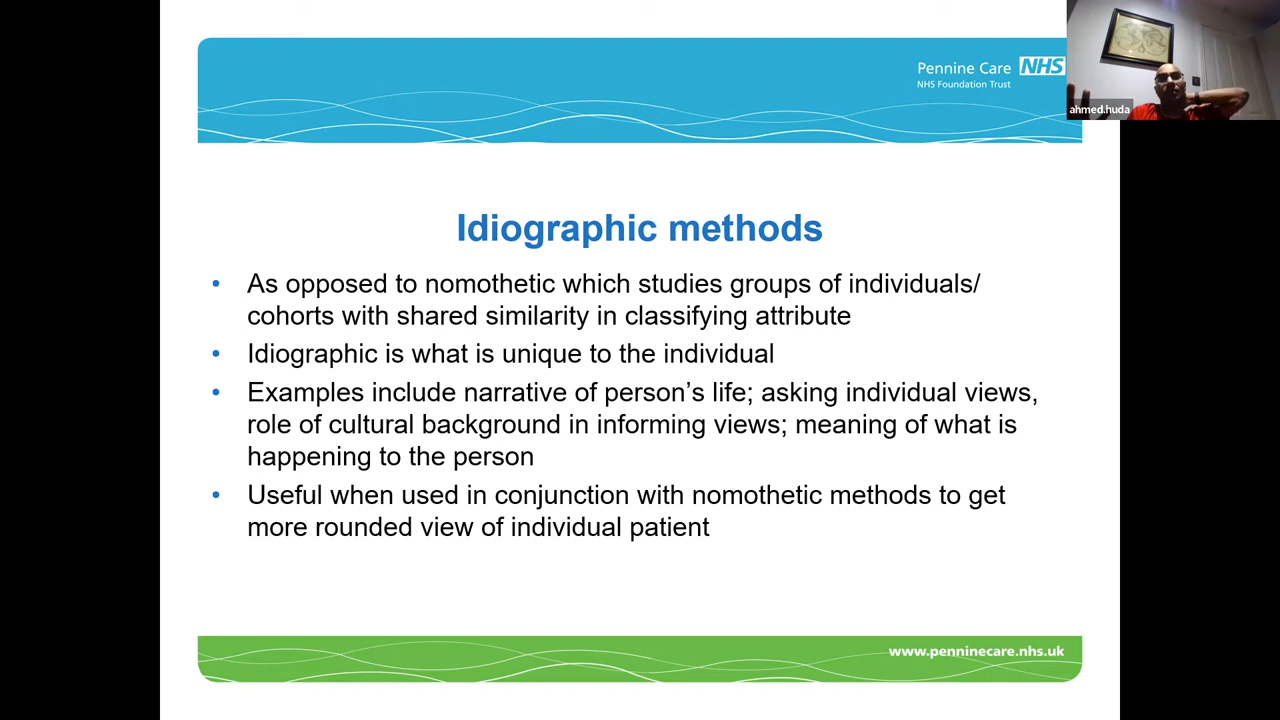 Pennine Care NHS
NHS Foundation Trust
ahmed.huda
Idiographic methods
• As opposed to nomothetic which studies groups of individuals/
cohorts with shared similarity in classifying attribute
• Idiographic is what is unique to the individual
• Examples include narrative of person's life; asking individual views,
role of cultural background in informing views; meaning of what is
happening to the person
• Useful when used in conjunction with nomothetic methods to get
more rounded view of individual patient
www.penninecare.nhs.uk